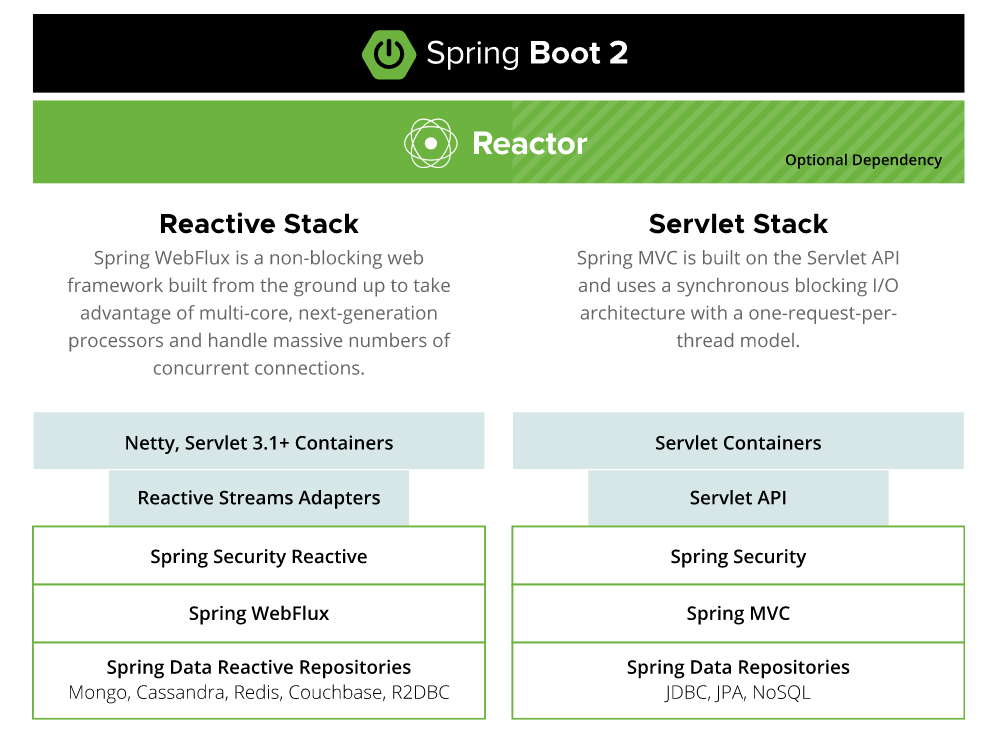 Spring Boot 2
Reactor
Optional Dependency
Reactive Stack
Spring WebFlux is a non-blocking web
framework built from the ground up to take
advantage of multi-core, next-generation
processors and handle massive numbers of
concurrent connections.
Servlet Stack
Spring MVC is built on the Servlet API
and uses a synchronous blocking I/O
architecture with a one-request-per-
thread model.
Netty, Servlet 3.1+ Containers
Reactive Streams Adapters
Spring Security Reactive
Spring WebFlux
Spring Data Reactive Repositories
Mongo, Cassandra, Redis, Couchbase, R2DBC
Servlet Containers
Servlet API
Spring Security
Spring MVC
Spring Data Repositories
JDBC, JPA, NoSQL